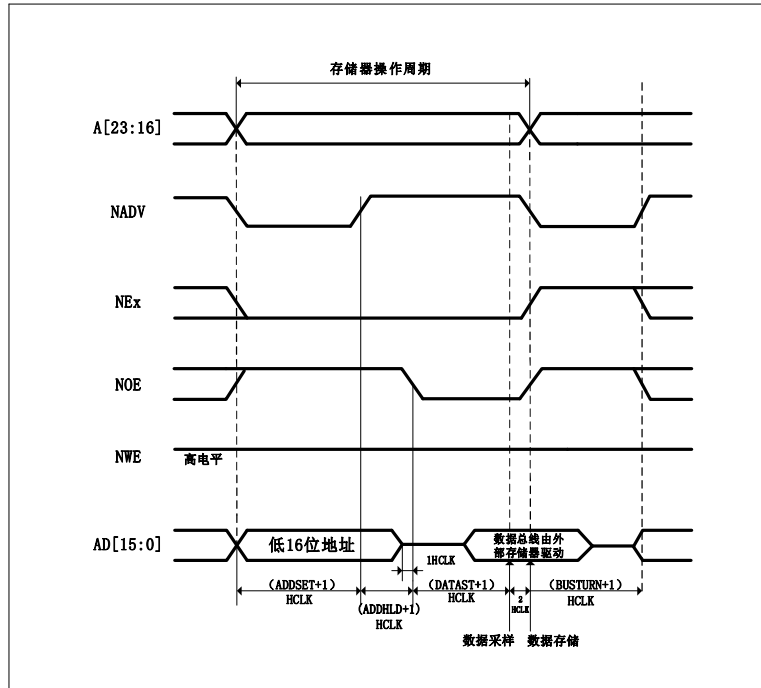 存储器操作周期
A[23:16]
NADV
NEx
NOE
NWE
高电平
AD[15:0]
低16位地址
数据总线由外
部存储器驱动
1HCLK
(ADDSET+1)
HCLK
(ADDHLD+1)
HCLK
(DATAST+1)
HCLK
2
HCLK
(BUSTURN+1)
HCLK
数据采样
数据存储